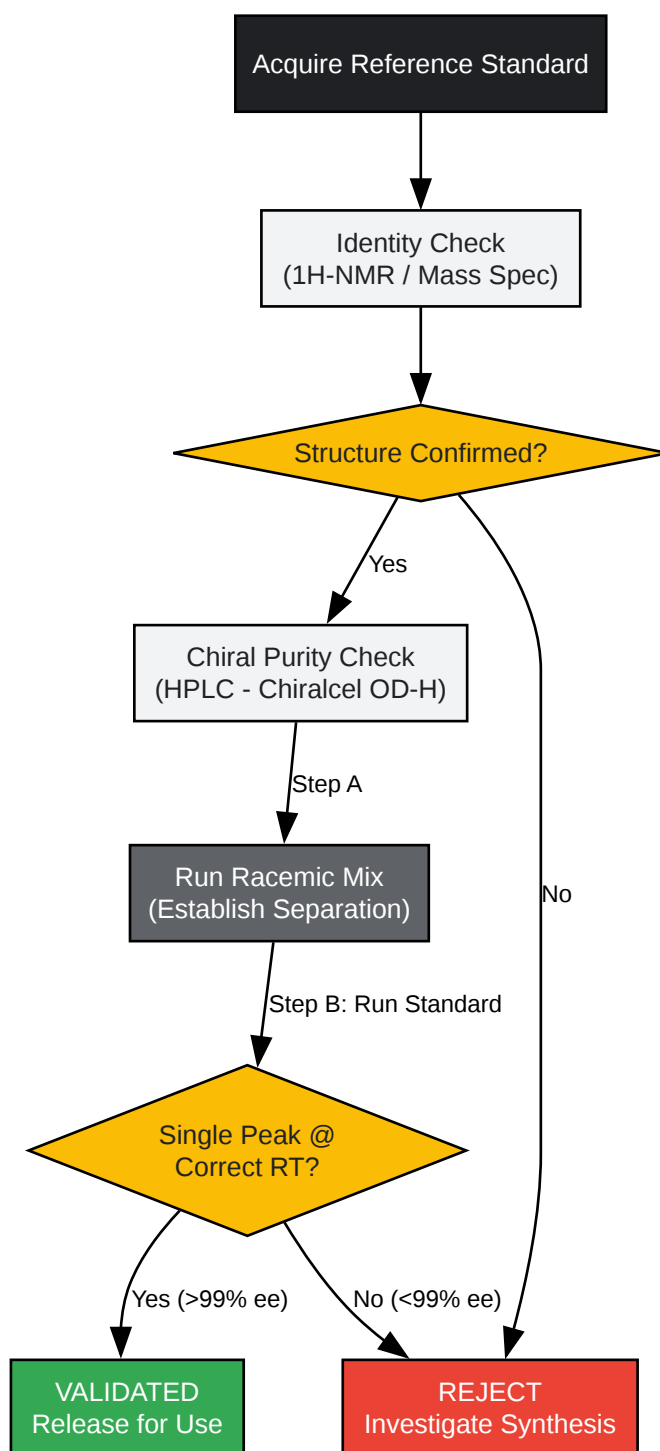 Acquire Reference Standard
Identity Check
(1H-NMR / Mass Spec)
Structure Confirmed?
Yes
Chiral Purity Check
(HPLC - Chiralcel OD-H)
Step A
Run Racemic Mix
(Establish Separation)
No
Step B: Run Standard
Single Peak @
Correct RT?
Yes (>99% ee)
No (<99% ee)
VALIDATED
Release for Use
REJECT
Investigate Synthesis